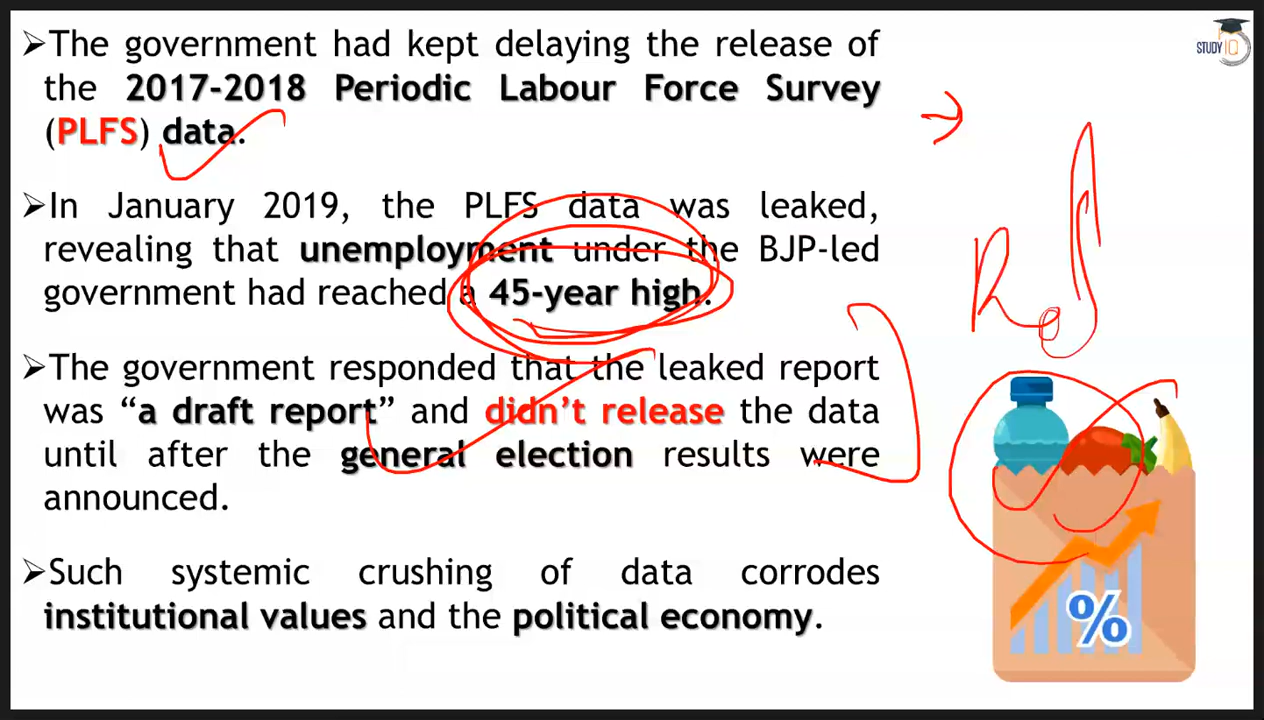 ➢The government had kept delaying the release of
the 2017-2018 Periodic Labour Force Survey
(PLFS) data.
➢In January 2019, the PLFS data was leaked,
revealing that unemployment under the BJP-led
government had reached a 45-year high.
➢The government responded that the leaked report
was “a draft report” and didn’t release the data
until after the general election results were
announced.
➢Such systemic crushing of data corrodes
institutional values and the political economy.
STUDY IQ
%